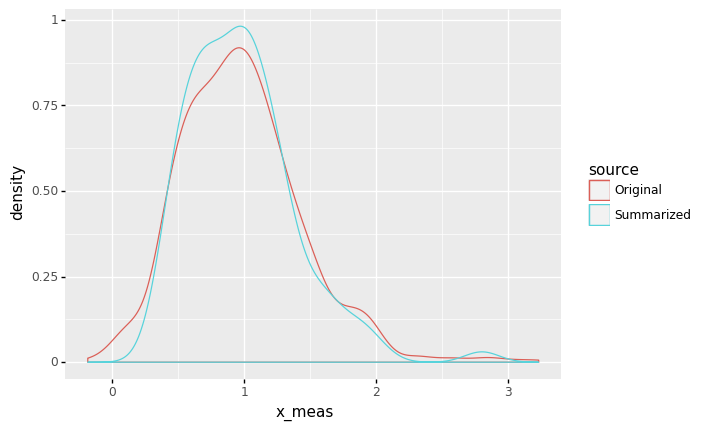 1
0.75
0.50
0.25
0
density
0 1 2 3
x_meas
source
Original
Summarized